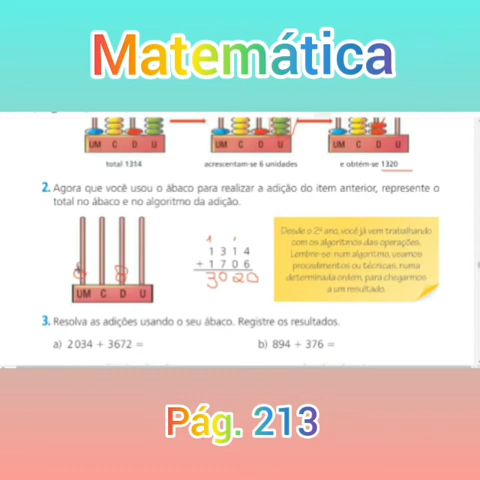 Matemática
UM C D U
UM C D U
UM C D U
total 1314
acrescentam-se 6 unidades
e obtém-se 1320
2. Agora que você usou o ábaco para realizar a adição do item anterior, represente o
total no ábaco e no algoritmo da adição.
1 1
1 3 1 4
+ 1 7 0 6
3020
UM C D U
Desde o 2º ano, você já vem trabalhando
com os algoritmos das operações.
Lembre-se: num algoritmo, usamos
procedimentos ou técnicas, numa
determinada ordem, para chegarmos
a um resultado.
3. Resolva as adições usando o seu ábaco. Registre os resultados.
a) 2034 + 3672 =
b) 894 + 376 =
Pág. 213